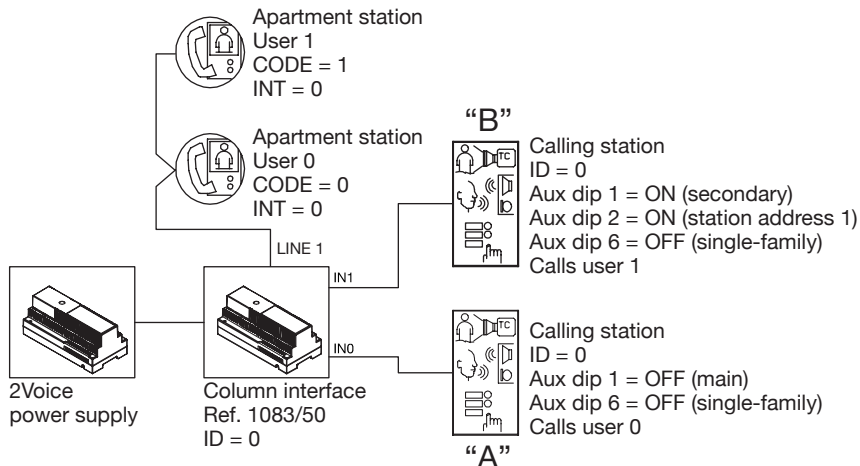 Apartment station
User 1
CODE = 1
INT = 0
Apartment station
User 0
CODE = 0
INT = 0
LINE 1
"B"
TC
Calling station
ID = 0
Aux dip 1 = ON (secondary)
Aux dip 2 = ON (station address 1)
Aux dip 6 = OFF (single-family)
Calls user 1
IN1
IN0
2Voice
power supply
Column interface
Ref. 1083/50
ID = 0
TC
Calling station
ID = 0
Aux dip 1 = OFF (main)
Aux dip 6 = OFF (single-family)
Calls user 0
"A"